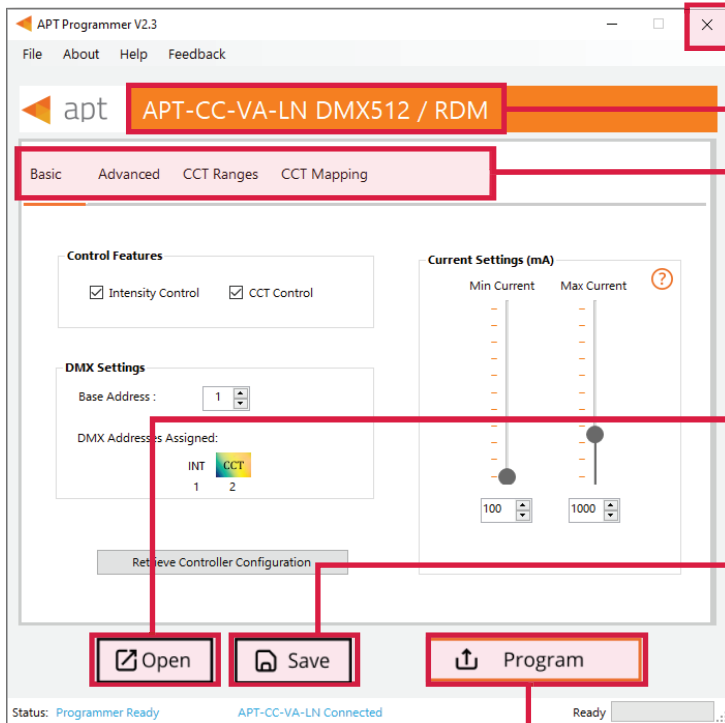 APT Programmer V2.3
File About Help Feedback
apt APT-CC-VA-LN DMX512 / RDM
Basic Advanced CCT Ranges CCT Mapping
Control Features
Intensity Control CCT Control
DMX Settings
Base Address : 1
DMX Addresses Assigned:
INT CCT
1 2
Retrieve Controller Configuration
Current Settings (mA)
?
Min Current Max Current
100 1000
Open Save Program
Status: Programmer Ready APT-CC-VA-LN Connected Ready